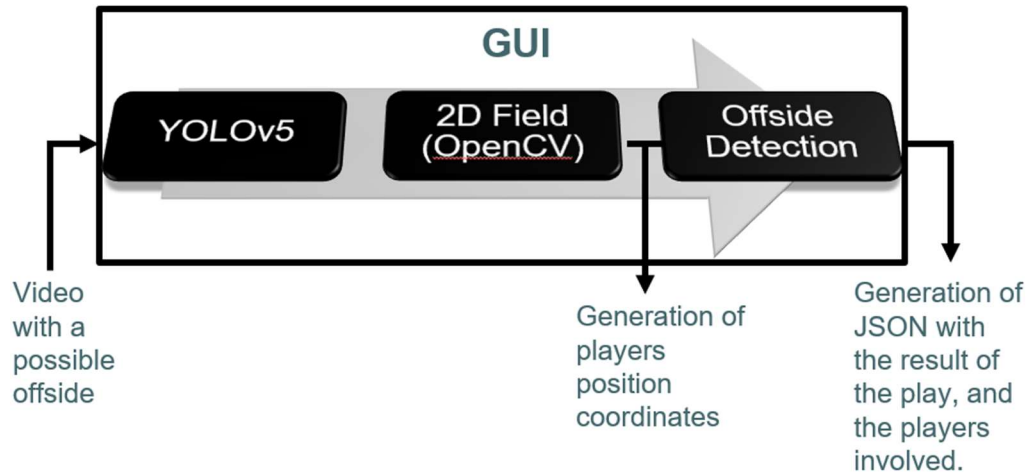 GUI
YOLOv5
2D Field
(OpenCV)
Offside
Detection
Video
with a
possible
offside
Generation of
players
position
coordinates
Generation of
JSON with
the result of
the play, and
the players
involved.